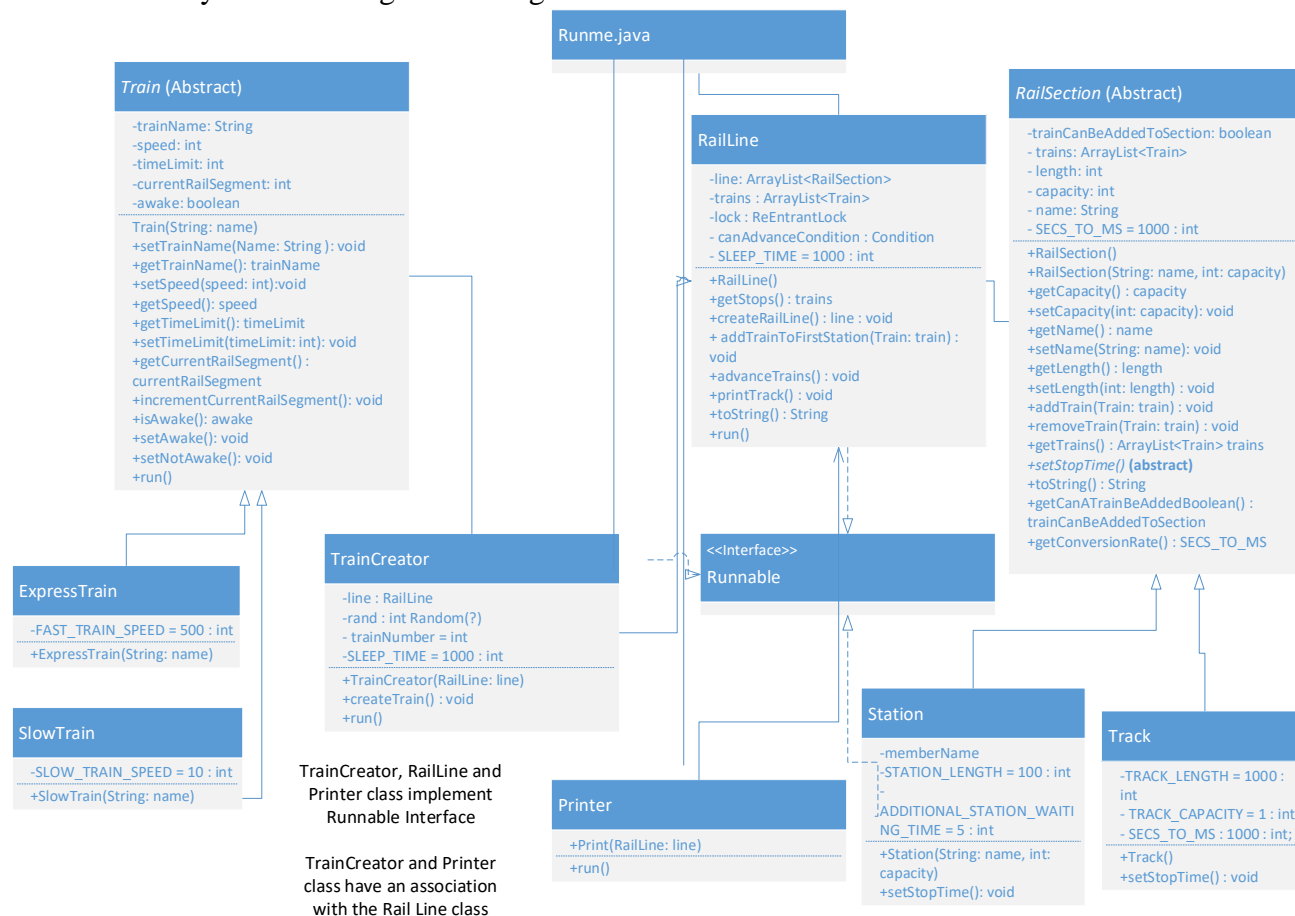 Runme.java
Train (Abstract)
-trainName: String
-speed: int
-timeLimit: int
-currentRailSegment: int
-awake: boolean
Train(String: name)
+setTrainName(Name: String ): void
+getTrainName(): trainName
+setSpeed(speed: int):void
+getSpeed(): speed
+getTimeLimit(): timeLimit
+setTimeLimit(timeLimit: int): void
+getCurrentRailSegment() :
currentRailSegment
+incrementCurrentRailSegment(): void
+isAwake(): awake
+setAwake(): void
+setNotAwake(): void
+run()
RailLine
-line: ArrayList<RailSection>
-trains : ArrayList<Train>
-lock : ReEntrantLock
- canAdvanceCondition : Condition
- SLEEP_TIME = 1000 : int
+RailLine()
+getStops() : trains
+createRailLine() : line : void
+ addTrainToFirstStation(Train: train) :
void
+advanceTrains() : void
+printTrack() : void
+toString() : String
+run()
RailSection (Abstract)
-trainCanBeAddedToSection: boolean
- trains: ArrayList<Train>
- length: int
- capacity: int
- name: String
- SECS_TO_MS = 1000 : int
+RailSection()
+RailSection(String: name, int: capacity)
+getCapacity() : capacity
+setCapacity(int: capacity): void
+getName() : name
+setName(String: name): void
+getLength() : length
+setLength(int: length) : void
+addTrain(Train: train) : void
+removeTrain(Train: train) : void
+getTrains() : ArrayList<Train> trains
+setStopTime() (abstract)
+toString() : String
+getCanATrainBeAddedBoolean() :
trainCanBeAddedToSection
+getConversionRate() : SECS_TO_MS
ExpressTrain
-FAST_TRAIN_SPEED = 500 : int
+ExpressTrain(String: name)
SlowTrain
-SLOW_TRAIN_SPEED = 10 : int
+SlowTrain(String: name)
TrainCreator
-line : RailLine
-rand : int Random(?)
- trainNumber = int
-SLEEP_TIME = 1000 : int
+TrainCreator(RailLine: line)
+createTrain() : void
+run()
<<Interface>>
Runnable
TrainCreator, RailLine and
Printer class implement
Runnable Interface
TrainCreator and Printer
class have an association
with the Rail Line class
Printer
+Print(RailLine: line)
+run()
Station
-memberName
-STATION_LENGTH = 100 : int
-
ADDITIONAL_STATION_WAITI
NG_TIME = 5 : int
+Station(String: name, int:
capacity)
+setStopTime(): void
Track
-TRACK_LENGTH = 1000 :
int
- TRACK_CAPACITY = 1 : int
- SECS_TO_MS : 1000 : int;
+Track()
+setStopTime() : void